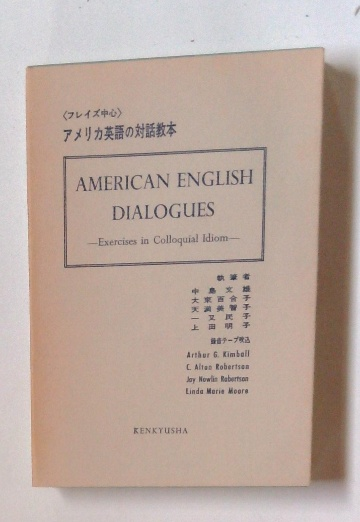 〈フレイズ中心〉
アメリカ英語の対話教本
AMERICAN ENGLISH
DIALOGUES
—Exercises in Colloquial Idiom—
執筆者
中島文雄
大束百合子
天満美智子
一又民子
上田明子
録音テープ吹込
Arthur G. Kimball
C. Alton Robertson
Joy Newlin Robertson
Linda Marie Moore
KENKYUSHA